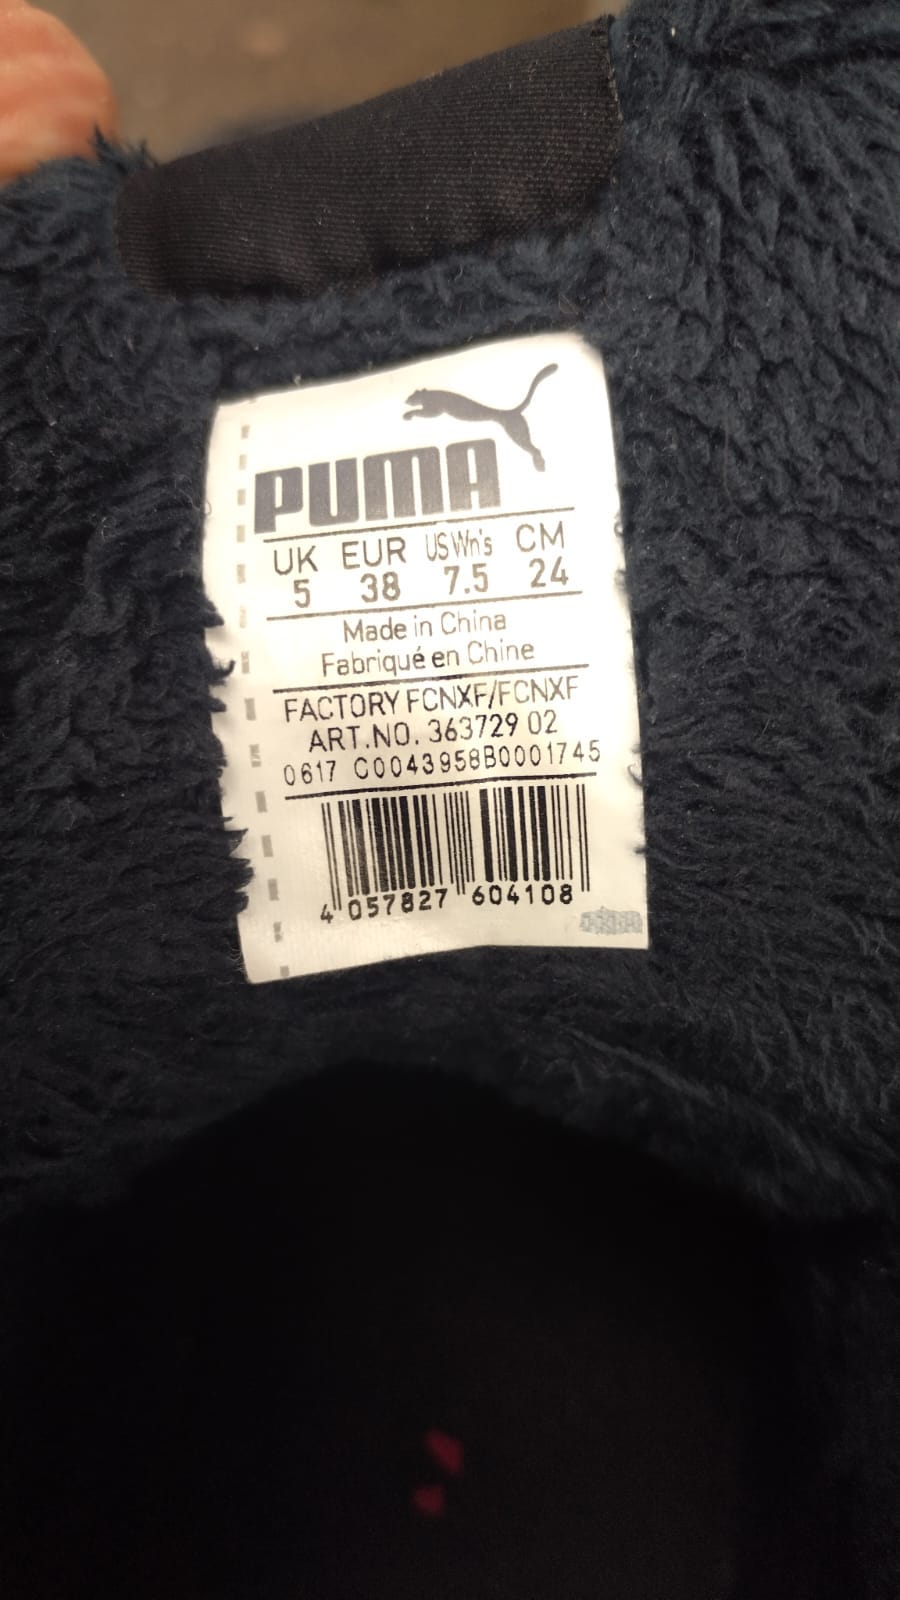 PUMA
UK EUR US Wn's CM
5 38 7.5 24
Made in China
Fabriqué en Chine
FACTORY FCNXF/FCNXF
ART.NO. 363729 02
0617 C0043958B0001745
4 057827 604108